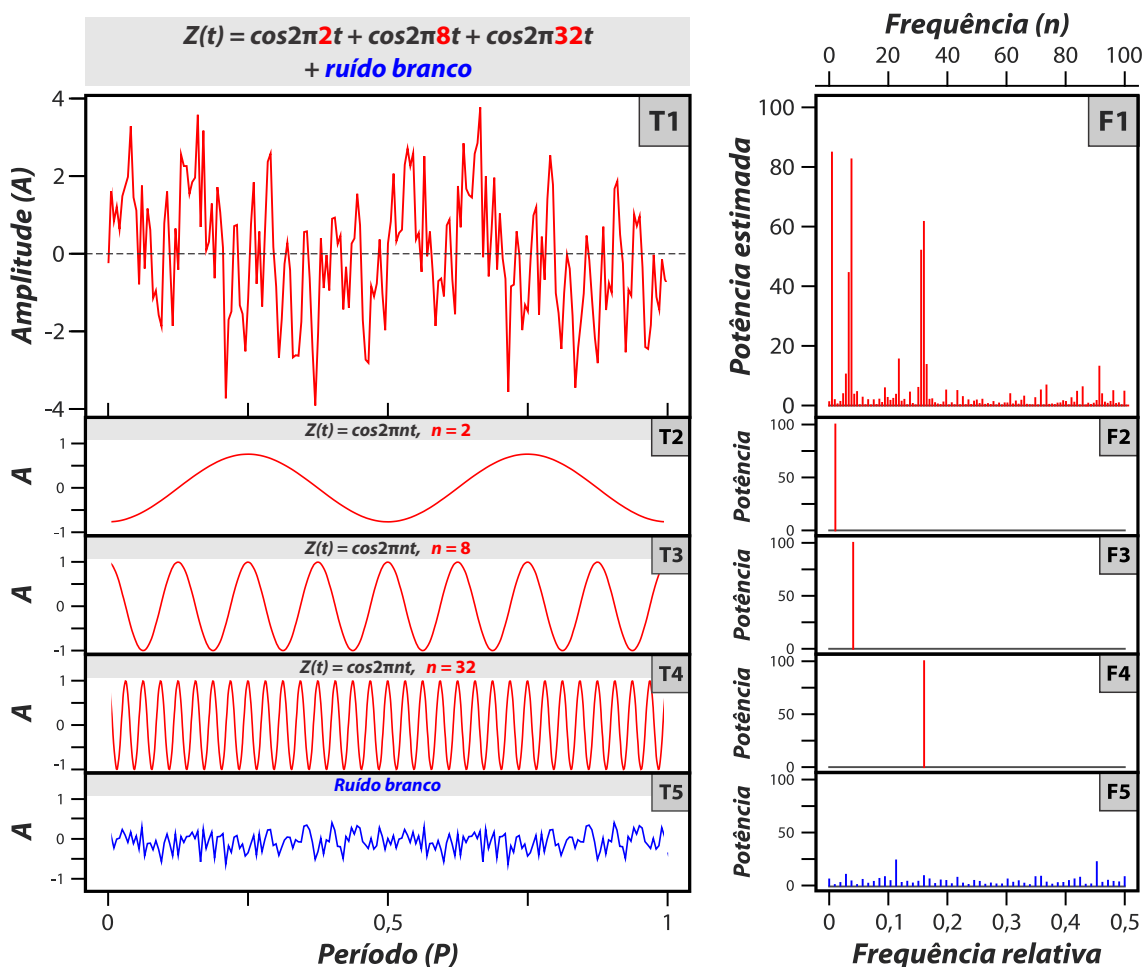 Z(t) = cos2π2t + cos2π8t + cos2π32t
+ ruído branco
Frequência (n)
0 20 40 60 80 100
T1
Amplitude (A)
4
2
0
-2
-4
F1
Potência estimada
100
80
60
40
20
0
Z(t) = cos2πnt, n = 2
T2
A
1
0
-1
F2
Potência
100
50
0
Z(t) = cos2πnt, n = 8
T3
A
1
0
-1
F3
Potência
100
50
0
Z(t) = cos2πnt, n = 32
T4
A
1
0
-1
F4
Potência
100
50
0
Ruído branco
T5
A
1
0
-1
F5
Potência
100
50
0
0 0,5 1
Período (P)
0 0,1 0,2 0,3 0,4 0,5
Frequência relativa